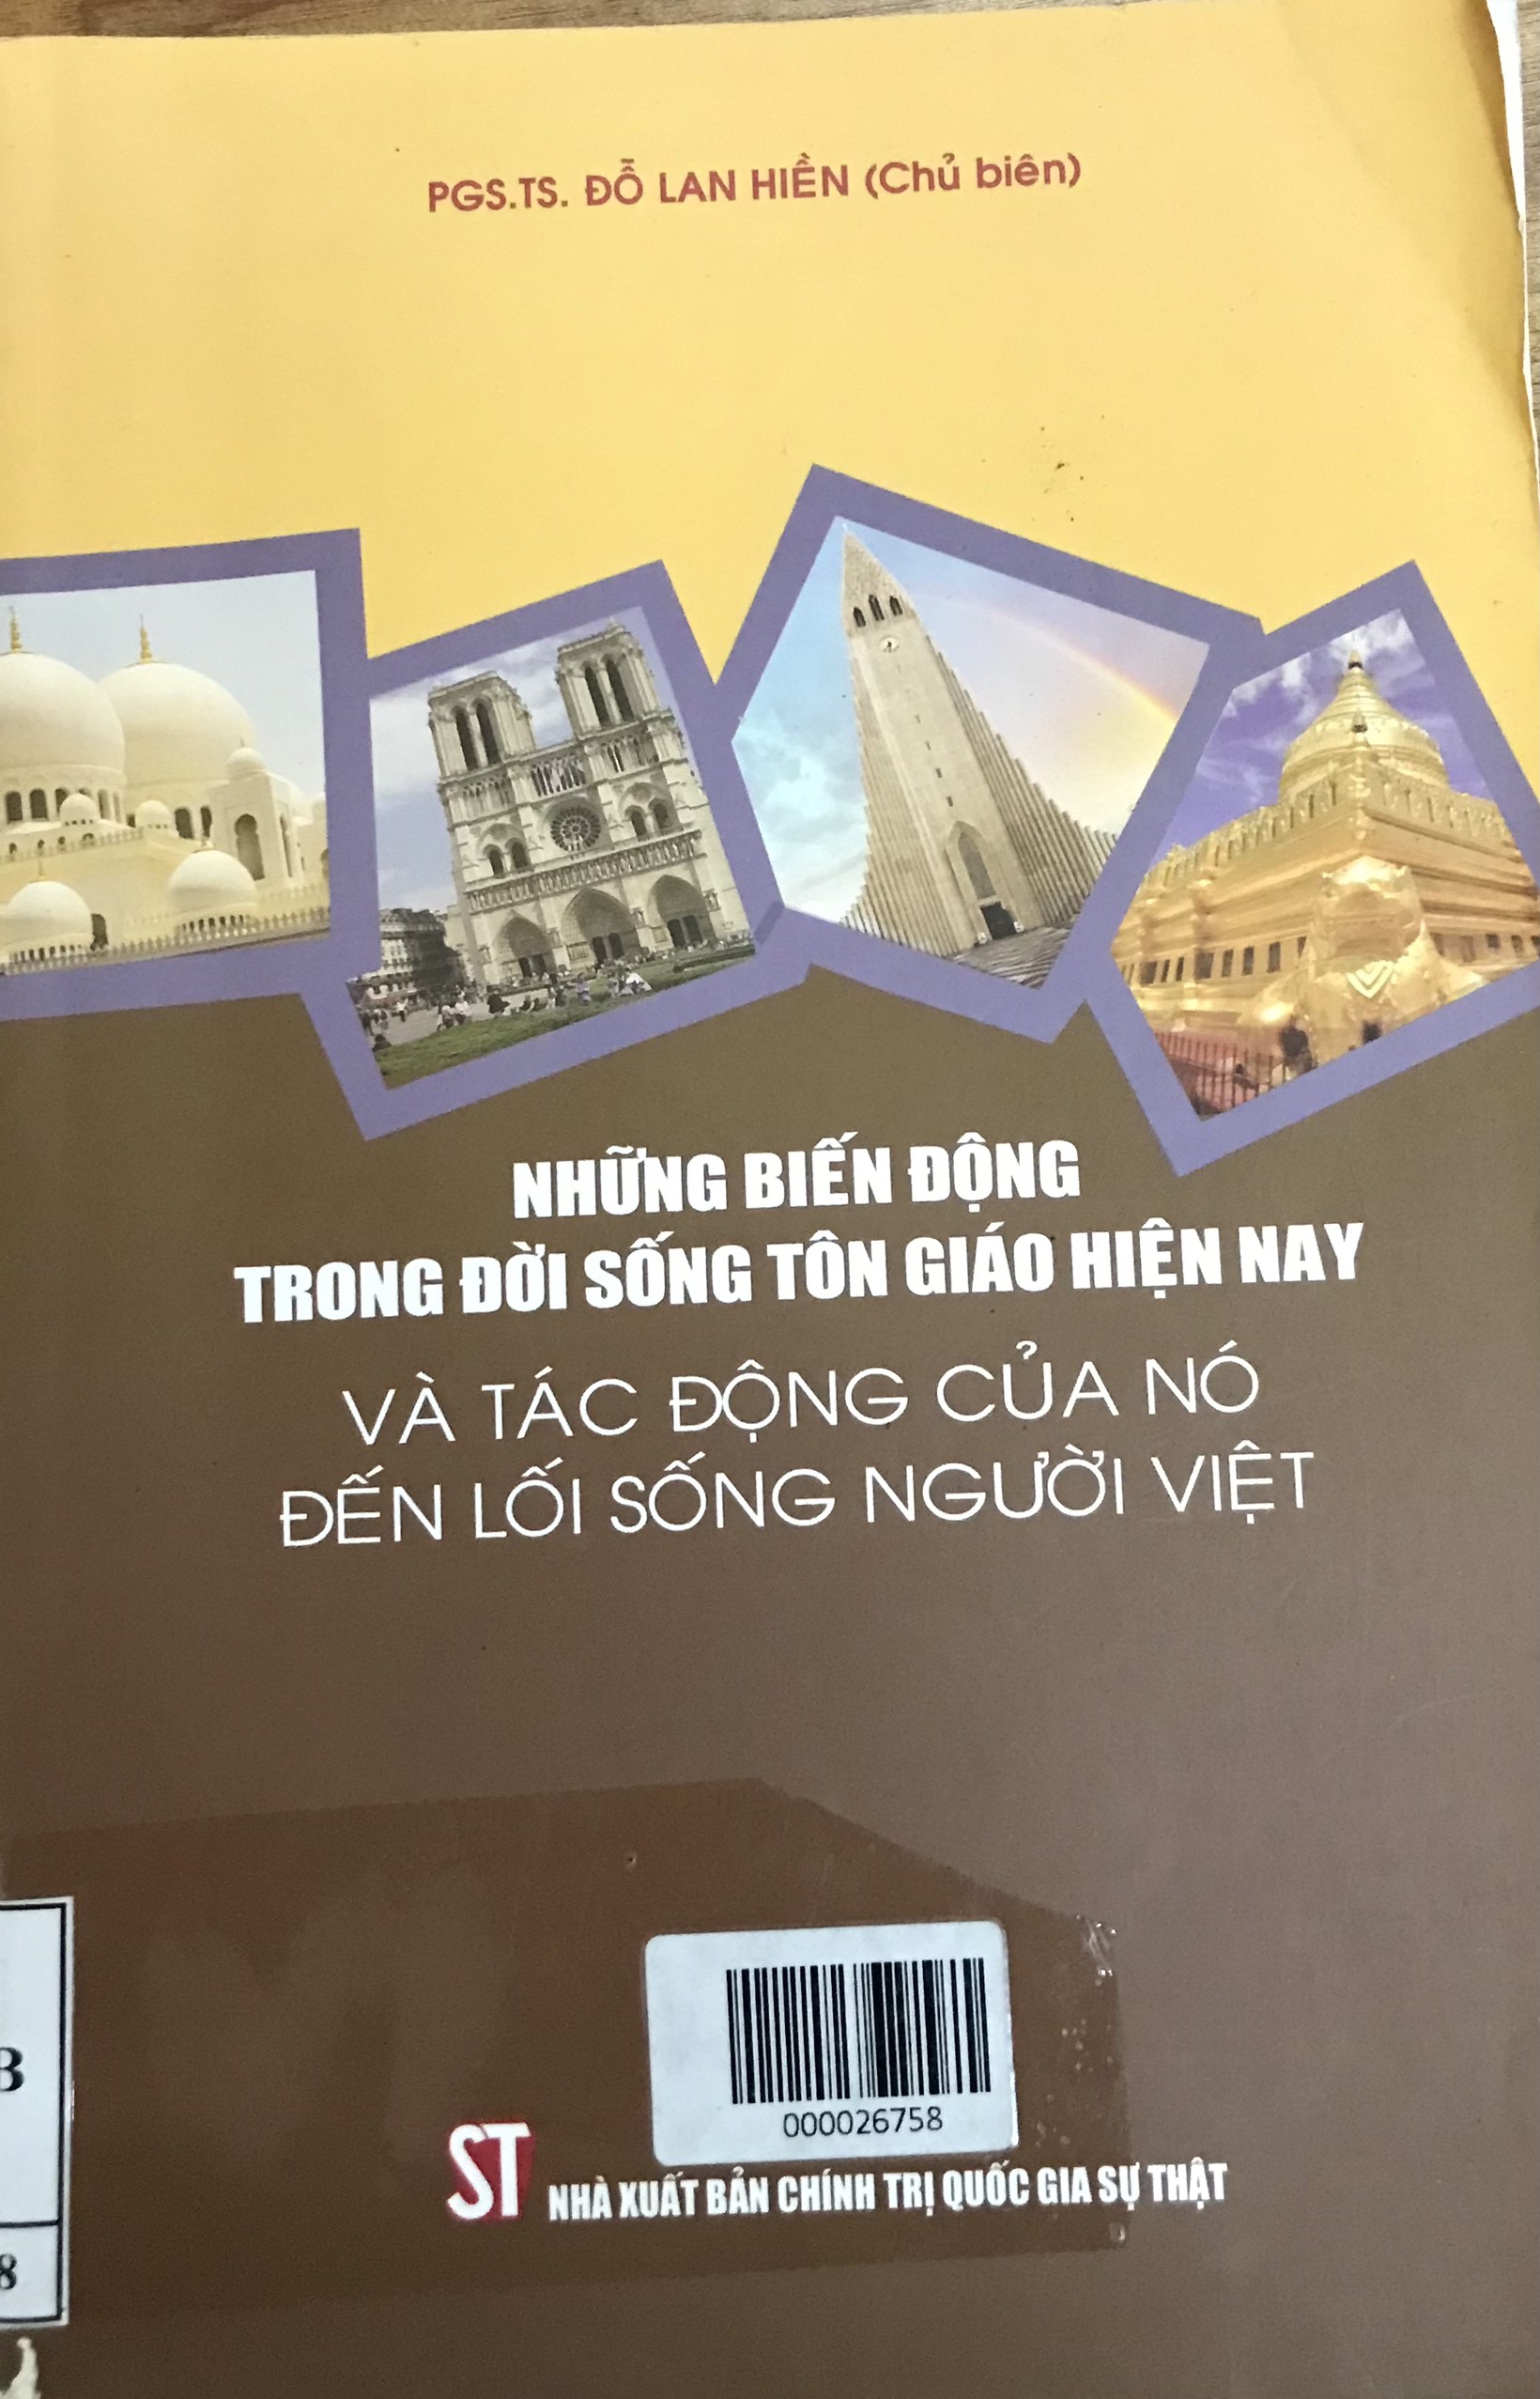 PGS.TS. ĐỖ LAN HIỀN (Chủ biên)
NHỮNG BIẾN ĐỘNG
TRONG ĐỜI SỐNG TÔN GIÁO HIỆN NAY
VÀ TÁC ĐỘNG CỦA NÓ
ĐẾN LỐI SỐNG NGƯỜI VIỆT
B
8
000026758
ST NHÀ XUẤT BẢN CHÍNH TRỊ QUỐC GIA SỰ THẬT